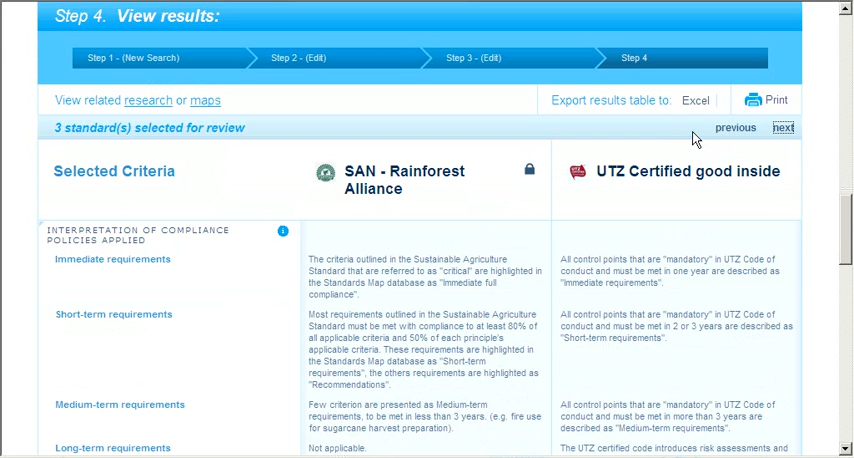 Step 4. View results:
Step 1 - (New Search)
Step 2 - (Edit)
Step 3 - (Edit)
Step 4
View related research or maps
Export results table to: Excel
Print
3 standard(s) selected for review
previous
next
Selected Criteria
SAN - Rainforest
Alliance
UTZ Certified good inside
INTERPRETATION OF COMPLIANCE
POLICIES APPLIED
Immediate requirements
The criteria outlined in the Sustainable Agriculture
Standard that are referred to as "critical" are highlighted in
the Standards Map database as "Immediate full
compliance".
All control points that are "mandatory" in UTZ Code of
conduct and must be met in one year are described as
"Immediate requirements".
Short-term requirements
Most requirements outlined in the Sustainable Agriculture
Standard must be met with compliance to at least 80% of
all applicable criteria and 50% of each principle's
applicable criteria. These requirements are highlighted in
the Standards Map database as "Short-term
requirements", the others requirements are highlighted as
"Recommendations".
All control points that are "mandatory" in UTZ Code of
conduct and must be met in 2 or 3 years are described as
"Short-term requirements".
Medium-term requirements
Few criterion are presented as Medium-term
requirements, to be met in less than 3 years. (e.g. fire use
for sugarcane harvest preparation).
All control points that are "mandatory" in UTZ Code of
conduct and must be met in more than 3 years are
described as "Medium-term requirements".
Long-term requirements
Not applicable.
The UTZ certified code introduces risk assessments and